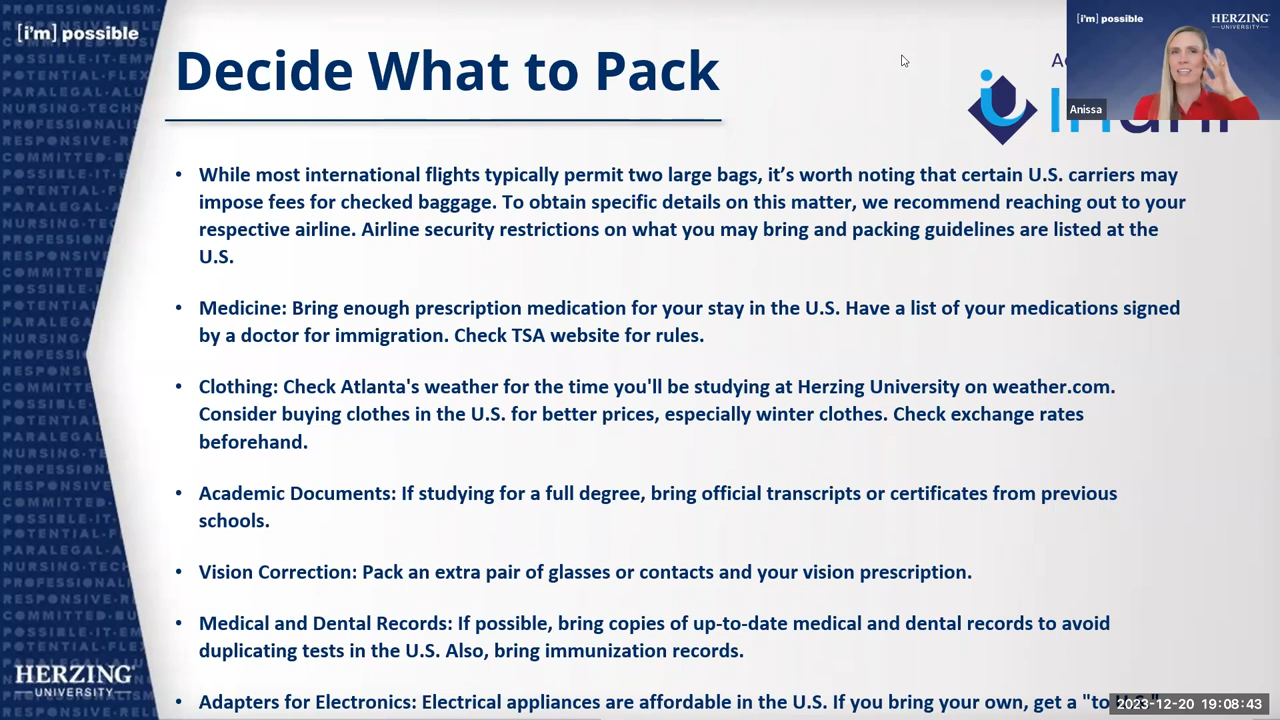 [i'm] possible
Decide What to Pack
[i'm] possible
HERZING
UNIVERSITY
Anissa
• While most international flights typically permit two large bags, it’s worth noting that certain U.S. carriers may
impose fees for checked baggage. To obtain specific details on this matter, we recommend reaching out to your
respective airline. Airline security restrictions on what you may bring and packing guidelines are listed at the
U.S.
• Medicine: Bring enough prescription medication for your stay in the U.S. Have a list of your medications signed
by a doctor for immigration. Check TSA website for rules.
• Clothing: Check Atlanta's weather for the time you'll be studying at Herzing University on weather.com.
Consider buying clothes in the U.S. for better prices, especially winter clothes. Check exchange rates
beforehand.
• Academic Documents: If studying for a full degree, bring official transcripts or certificates from previous
schools.
• Vision Correction: Pack an extra pair of glasses or contacts and your vision prescription.
• Medical and Dental Records: If possible, bring copies of up-to-date medical and dental records to avoid
duplicating tests in the U.S. Also, bring immunization records.
• Adapters for Electronics: Electrical appliances are affordable in the U.S. If you bring your own, get a "to
HERZING
UNIVERSITY
2023-12-20 19:08:43